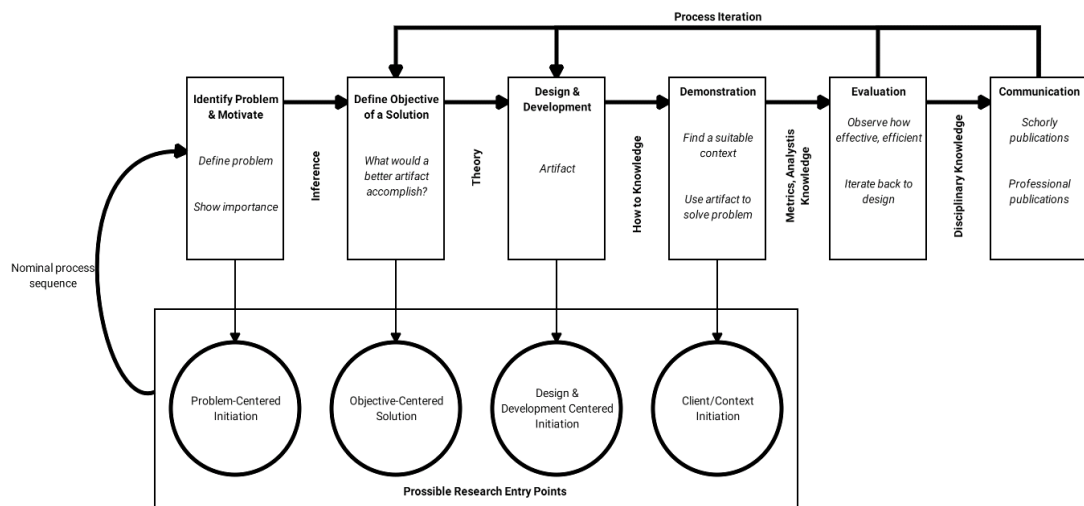 Process Iteration
Identify Problem
& Motivate
Define problem
Show importance
Inference
Define Objective
of a Solution
What would a
better artifact
accomplish?
Theory
Design &
Development
Artifact
How to Knowledge
Demonstration
Find a suitable
context
Use artifact to
solve problem
Metrics, Analystis
Knowledge
Evaluation
Observe how
effective, efficient
Iterate back to
design
Disciplinary Knowledge
Communication
Schorly
publications
Professional
publications
Nominal process
sequence
Problem-Centered
Initiation
Objective-Centered
Solution
Design &
Development Centered
Initiation
Client/Context
Initiation
Prossible Research Entry Points